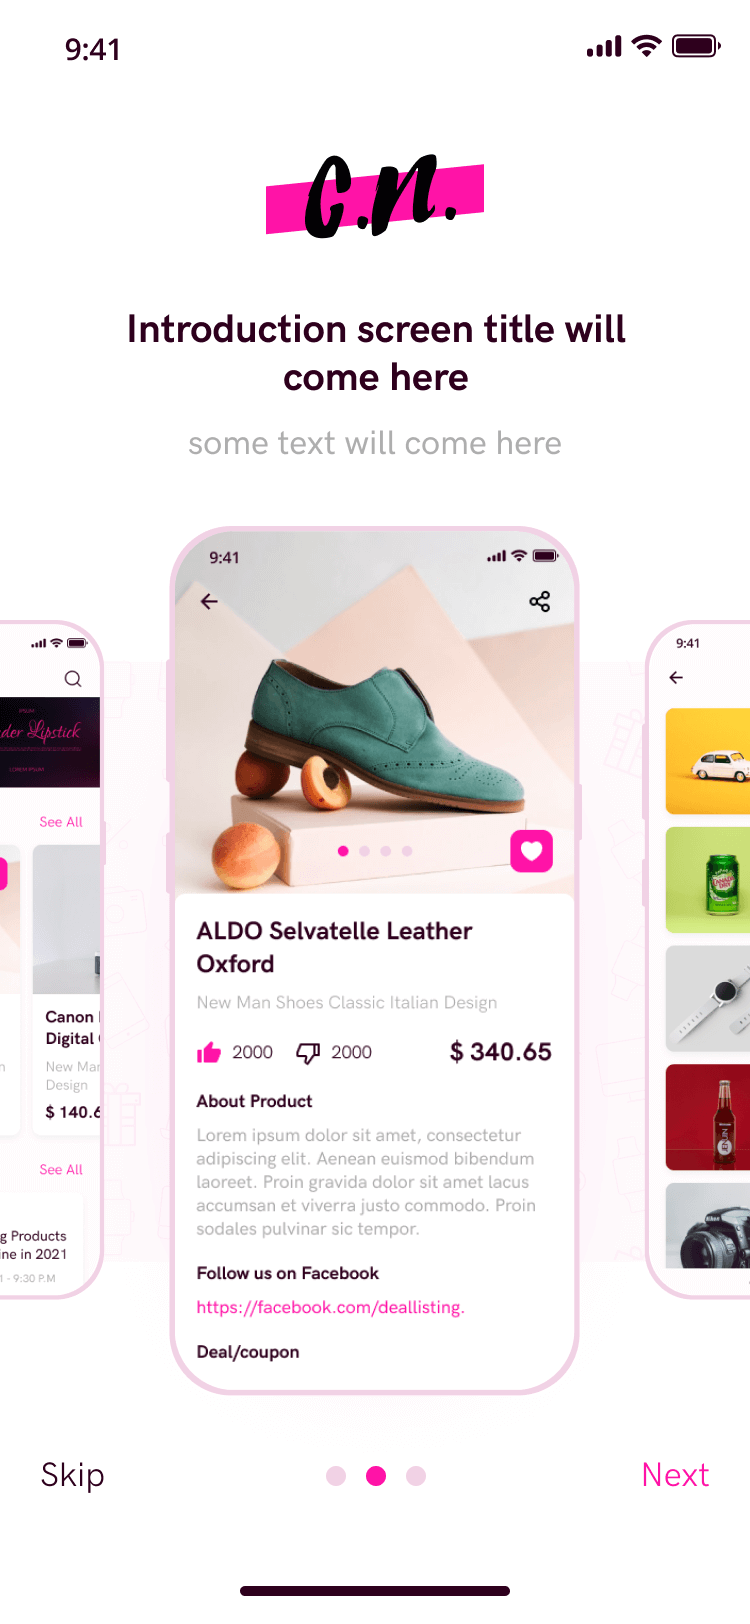 9:41
C.N.
Introduction screen title will
come here
some text will come here
9:41
der Lipstick
See All
Canon
Digital
New Man
Design
$ 140.6
See All
g Products
ine in 2021
1 - 9:30 P.M
ALDO Selvatelle Leather
Oxford
New Man Shoes Classic Italian Design
2000
2000
$ 340.65
About Product
Lorem ipsum dolor sit amet, consectetur
adipiscing elit. Aenean euismod bibendum
laoreet. Proin gravida dolor sit amet lacus
accumsan et viverra justo commodo. Proin
sodales pulvinar sic tempor.
Follow us on Facebook
https://facebook.com/deallisting.
Deal/coupon
9:41
Nikon
Skip
Next